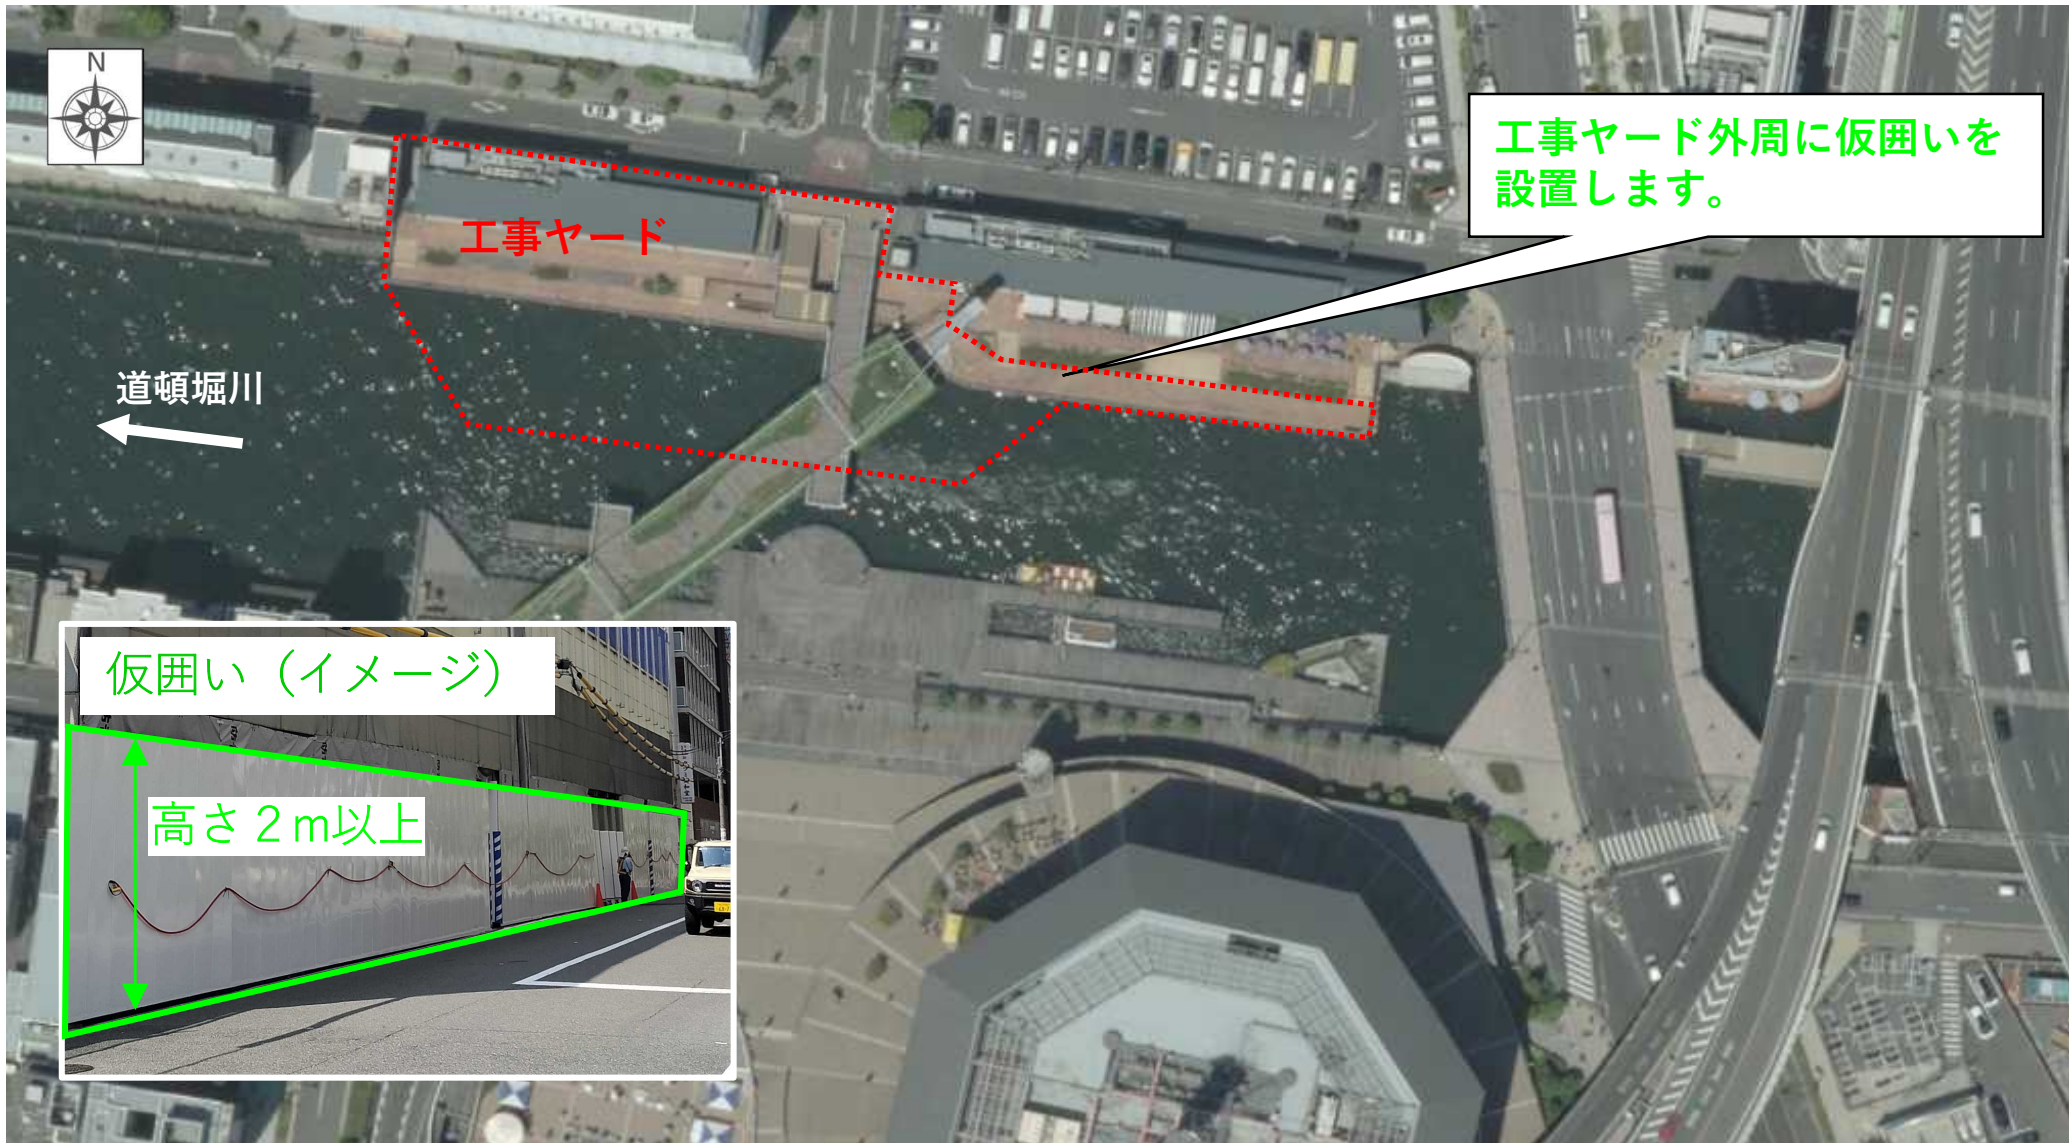 N
工事ヤード外周に仮囲いを
設置します。
工事ヤード
道頓堀川
仮囲い（イメージ）
高さ２ｍ以上